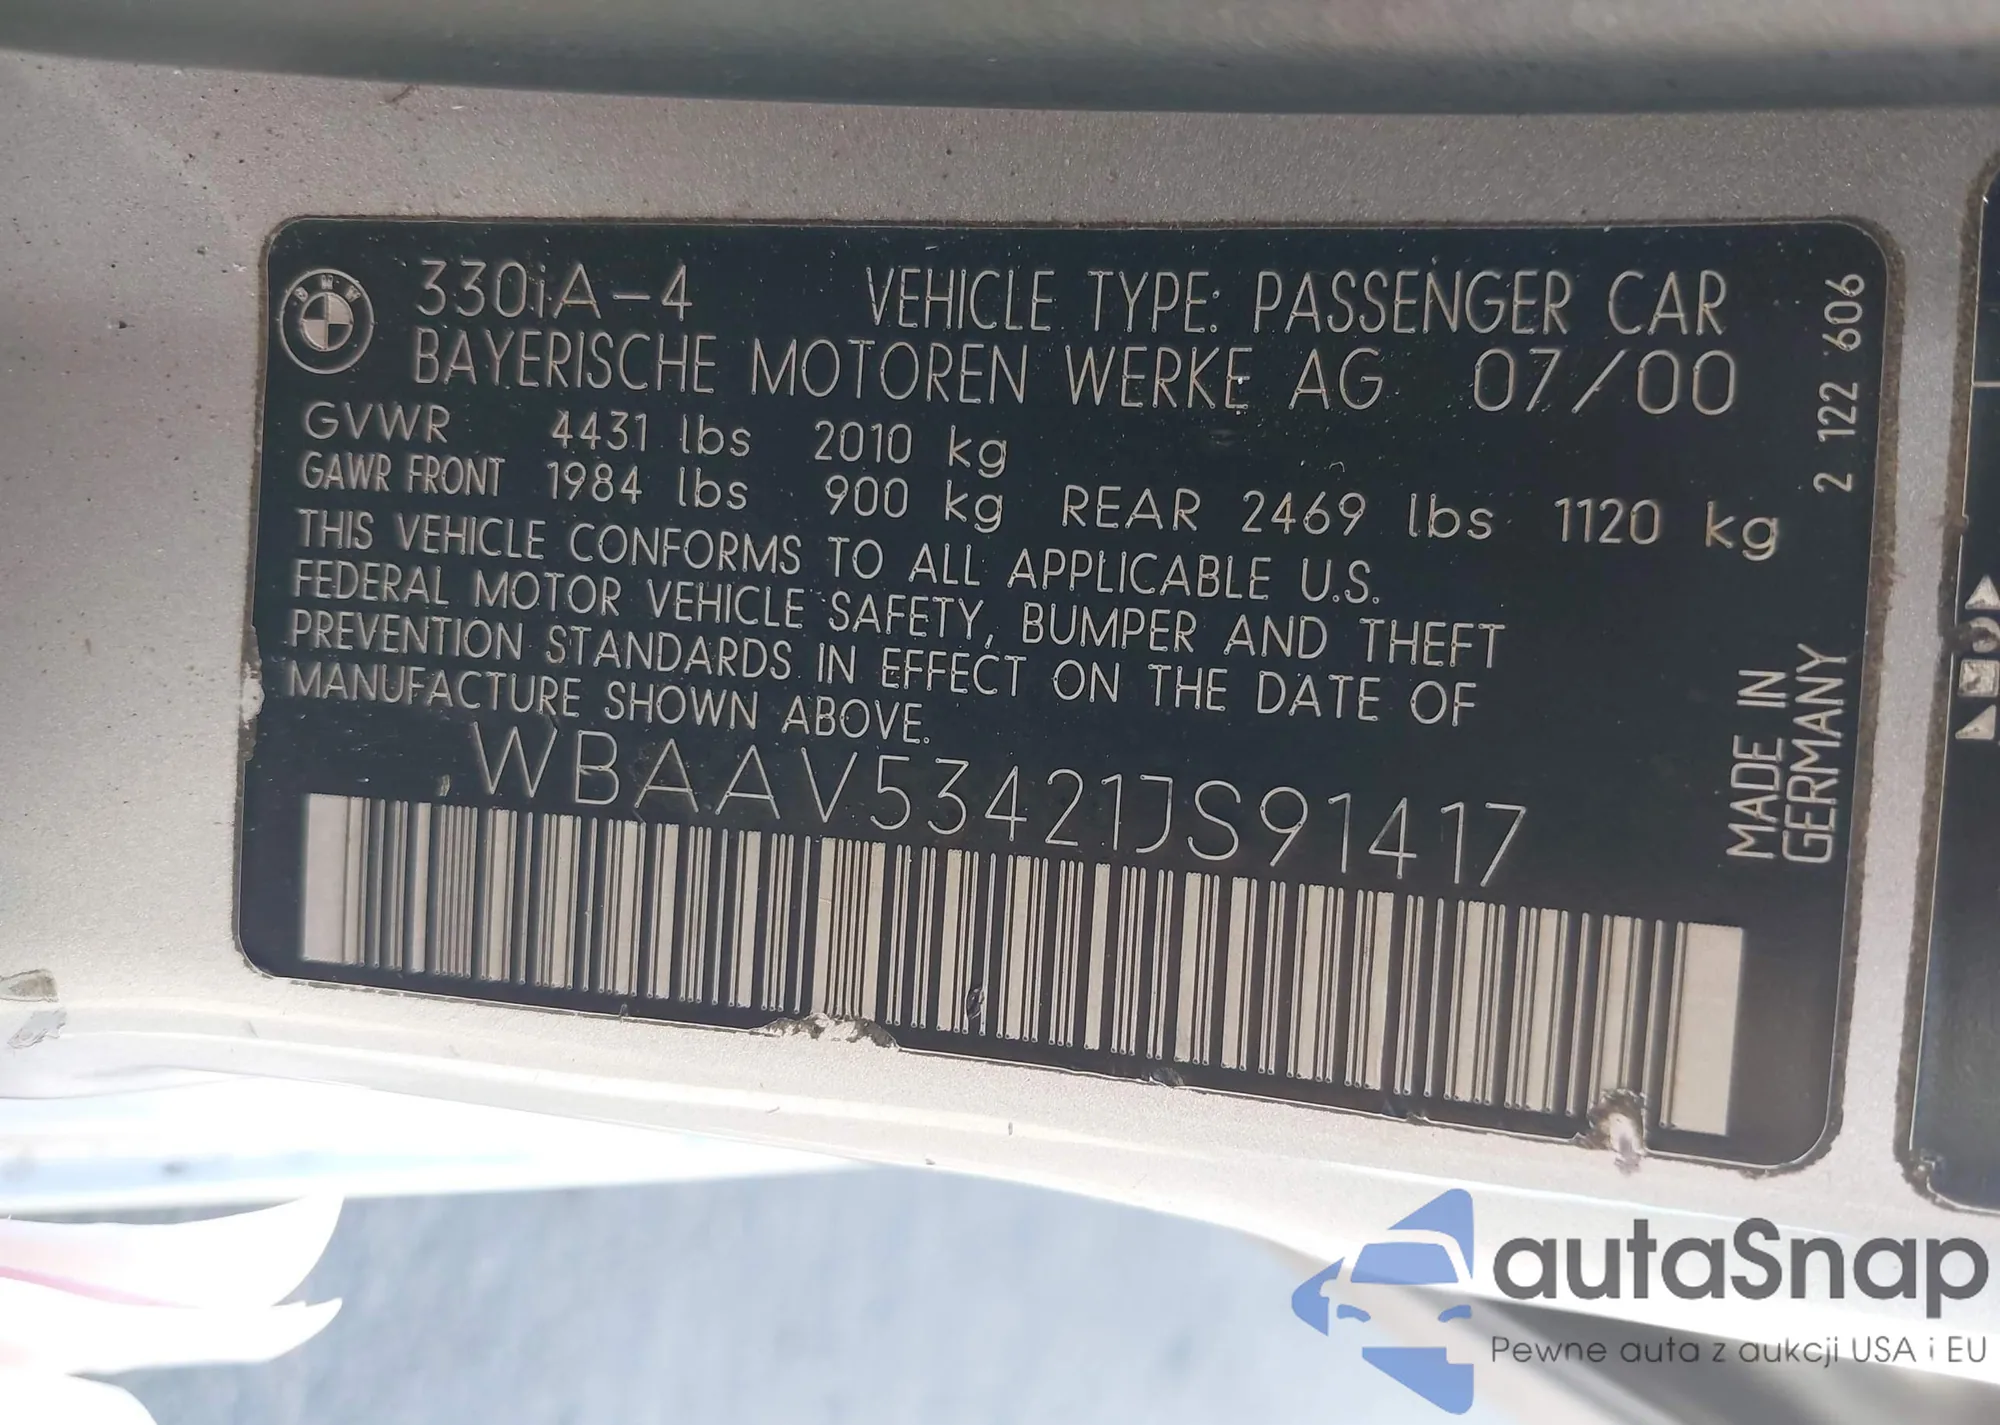 BMW
330iA-4 VEHICLE TYPE: PASSENGER CAR
BAYERISCHE MOTOREN WERKE AG 07/00
GVWR 4431 lbs 2010 kg
GAWR FRONT 1984 lbs 900 kg REAR 2469 lbs 1120 kg
THIS VEHICLE CONFORMS TO ALL APPLICABLE U.S.
FEDERAL MOTOR VEHICLE SAFETY, BUMPER AND THEFT
PREVENTION STANDARDS IN EFFECT ON THE DATE OF
MANUFACTURE SHOWN ABOVE.
WBAAV53421JS91417
2 122 606
MADE IN
GERMANY
autaSnap
Pewne auta z aukcji USA i EU